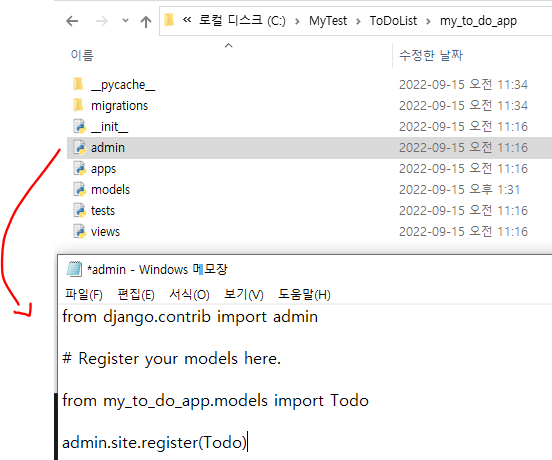 « 로컬 디스크 (C:) > MyTest > ToDoList > my_to_do_app
이름 수정한 날짜
__pycache__ 2022-09-15 오전 11:34
migrations 2022-09-15 오전 11:34
__init__ 2022-09-15 오전 11:16
admin 2022-09-15 오전 11:16
apps 2022-09-15 오전 11:16
models 2022-09-15 오후 1:31
tests 2022-09-15 오전 11:16
views 2022-09-15 오전 11:16
*admin - Windows 메모장
파일(F) 편집(E) 서식(O) 보기(V) 도움말(H)
from django.contrib import admin
# Register your models here.
from my_to_do_app.models import Todo
admin.site.register(Todo)